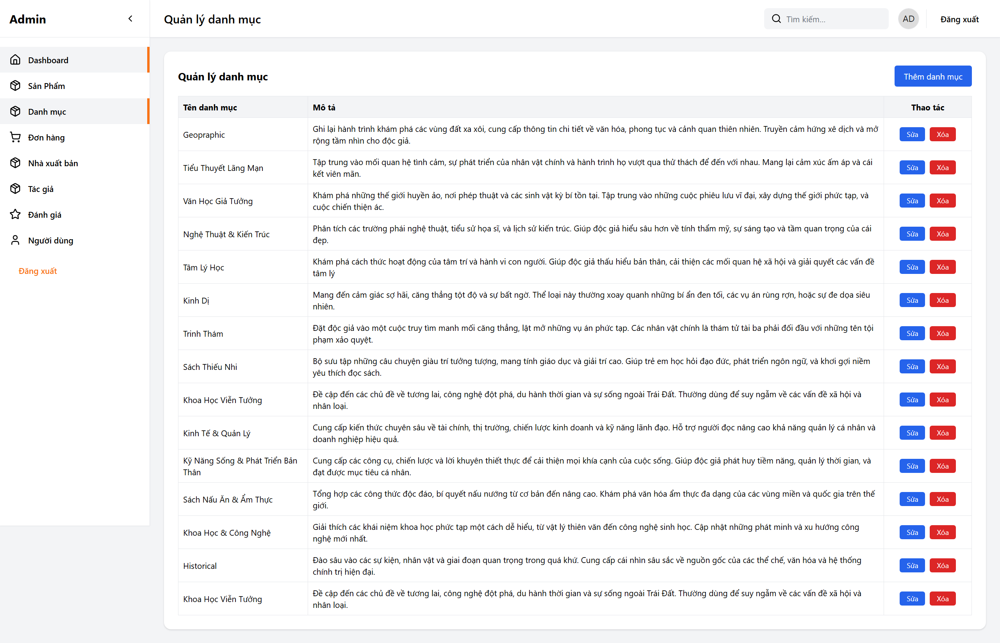 Admin
Quản lý danh mục
Tìm kiếm...
AD
Đăng xuất
Dashboard
Sản Phẩm
Danh mục
Đơn hàng
Nhà xuất bản
Tác giả
Đánh giá
Người dùng
Đăng xuất
Quản lý danh mục
Thêm danh mục
Tên danh mục
Mô tả
Thao tác
Geopraphic
Ghi lại hành trình khám phá các vùng đất xa xôi, cung cấp thông tin chi tiết về văn hóa, phong tục và cảnh quan thiên nhiên. Truyền cảm hứng xê dịch và mở
rộng tầm nhìn cho độc giả.
Sửa
Xóa
Tiểu Thuyết Lãng Mạn
Tập trung vào mối quan hệ tình cảm, sự phát triển của nhân vật chính và hành trình họ vượt qua thử thách để đến với nhau. Mang lại cảm xúc ấm áp và cái
kết viên mãn.
Sửa
Xóa
Văn Học Giả Tưởng
Khám phá những thế giới huyền ảo, nơi phép thuật và các sinh vật kỳ bí tồn tại. Tập trung vào những cuộc phiêu lưu vĩ đại, xây dựng thế giới phức tạp, và
cuộc chiến thiện ác.
Sửa
Xóa
Nghệ Thuật & Kiến Trúc
Phân tích các trường phái nghệ thuật, tiểu sử họa sĩ, và lịch sử kiến trúc. Giúp độc giả hiểu sâu hơn về tính thẩm mỹ, sự sáng tạo và tầm quan trọng của cái
đẹp.
Sửa
Xóa
Tâm Lý Học
Khám phá cách thức hoạt động của tâm trí và hành vi con người. Giúp độc giả thấu hiểu bản thân, cải thiện các mối quan hệ xã hội và giải quyết các vấn đề
tâm lý
Sửa
Xóa
Kinh Dị
Mang đến cảm giác sợ hãi, căng thẳng tột độ và sự bất ngờ. Thể loại này thường xoay quanh những bí ẩn đen tối, các vụ án rùng rợn, hoặc sự đe dọa siêu
nhiên.
Sửa
Xóa
Trinh Thám
Đặt độc giả vào một cuộc truy tìm manh mối căng thẳng, lật mở những vụ án phức tạp. Các nhân vật chính là thám tử tài ba phải đối đầu với những tên tội
phạm xảo quyệt.
Sửa
Xóa
Sách Thiếu Nhi
Bộ sưu tập những câu chuyện giàu trí tưởng tượng, mang tính giáo dục và giải trí cao. Giúp trẻ em học hỏi đạo đức, phát triển ngôn ngữ, và khơi gợi niềm
yêu thích đọc sách.
Sửa
Xóa
Khoa Học Viễn Tưởng
Đề cập đến các chủ đề về tương lai, công nghệ đột phá, du hành thời gian và sự sống ngoài Trái Đất. Thường dùng để suy ngẫm về các vấn đề xã hội và
nhân loại.
Sửa
Xóa
Kinh Tế & Quản Lý
Cung cấp kiến thức chuyên sâu về tài chính, thị trường, chiến lược kinh doanh và kỹ năng lãnh đạo. Hỗ trợ người đọc nâng cao khả năng quản lý cá nhân và
doanh nghiệp hiệu quả.
Sửa
Xóa
Kỹ Năng Sống & Phát Triển Bản
Thân
Cung cấp các công cụ, chiến lược và lời khuyên thiết thực để cải thiện mọi khía cạnh của cuộc sống. Giúp độc giả phát huy tiềm năng, quản lý thời gian, và
đạt được mục tiêu cá nhân.
Sửa
Xóa
Sách Nấu Ăn & Ẩm Thực
Tổng hợp các công thức độc đáo, bí quyết nấu nướng từ cơ bản đến nâng cao. Khám phá văn hóa ẩm thực đa dạng của các vùng miền và quốc gia trên thế
giới.
Sửa
Xóa
Khoa Học & Công Nghệ
Giải thích các khái niệm khoa học phức tạp một cách dễ hiểu, từ vật lý thiên văn đến công nghệ sinh học. Cập nhật những phát minh và xu hướng công
nghệ mới nhất.
Sửa
Xóa
Historical
Đào sâu vào các sự kiện, nhân vật và giai đoạn quan trọng trong quá khứ. Cung cấp cái nhìn sâu sắc về nguồn gốc của các thể chế, văn hóa và hệ thống
chính trị hiện đại.
Sửa
Xóa
Khoa Học Viễn Tưởng
Đề cập đến các chủ đề về tương lai, công nghệ đột phá, du hành thời gian và sự sống ngoài Trái Đất. Thường dùng để suy ngẫm về các vấn đề xã hội và
nhân loại.
Sửa
Xóa